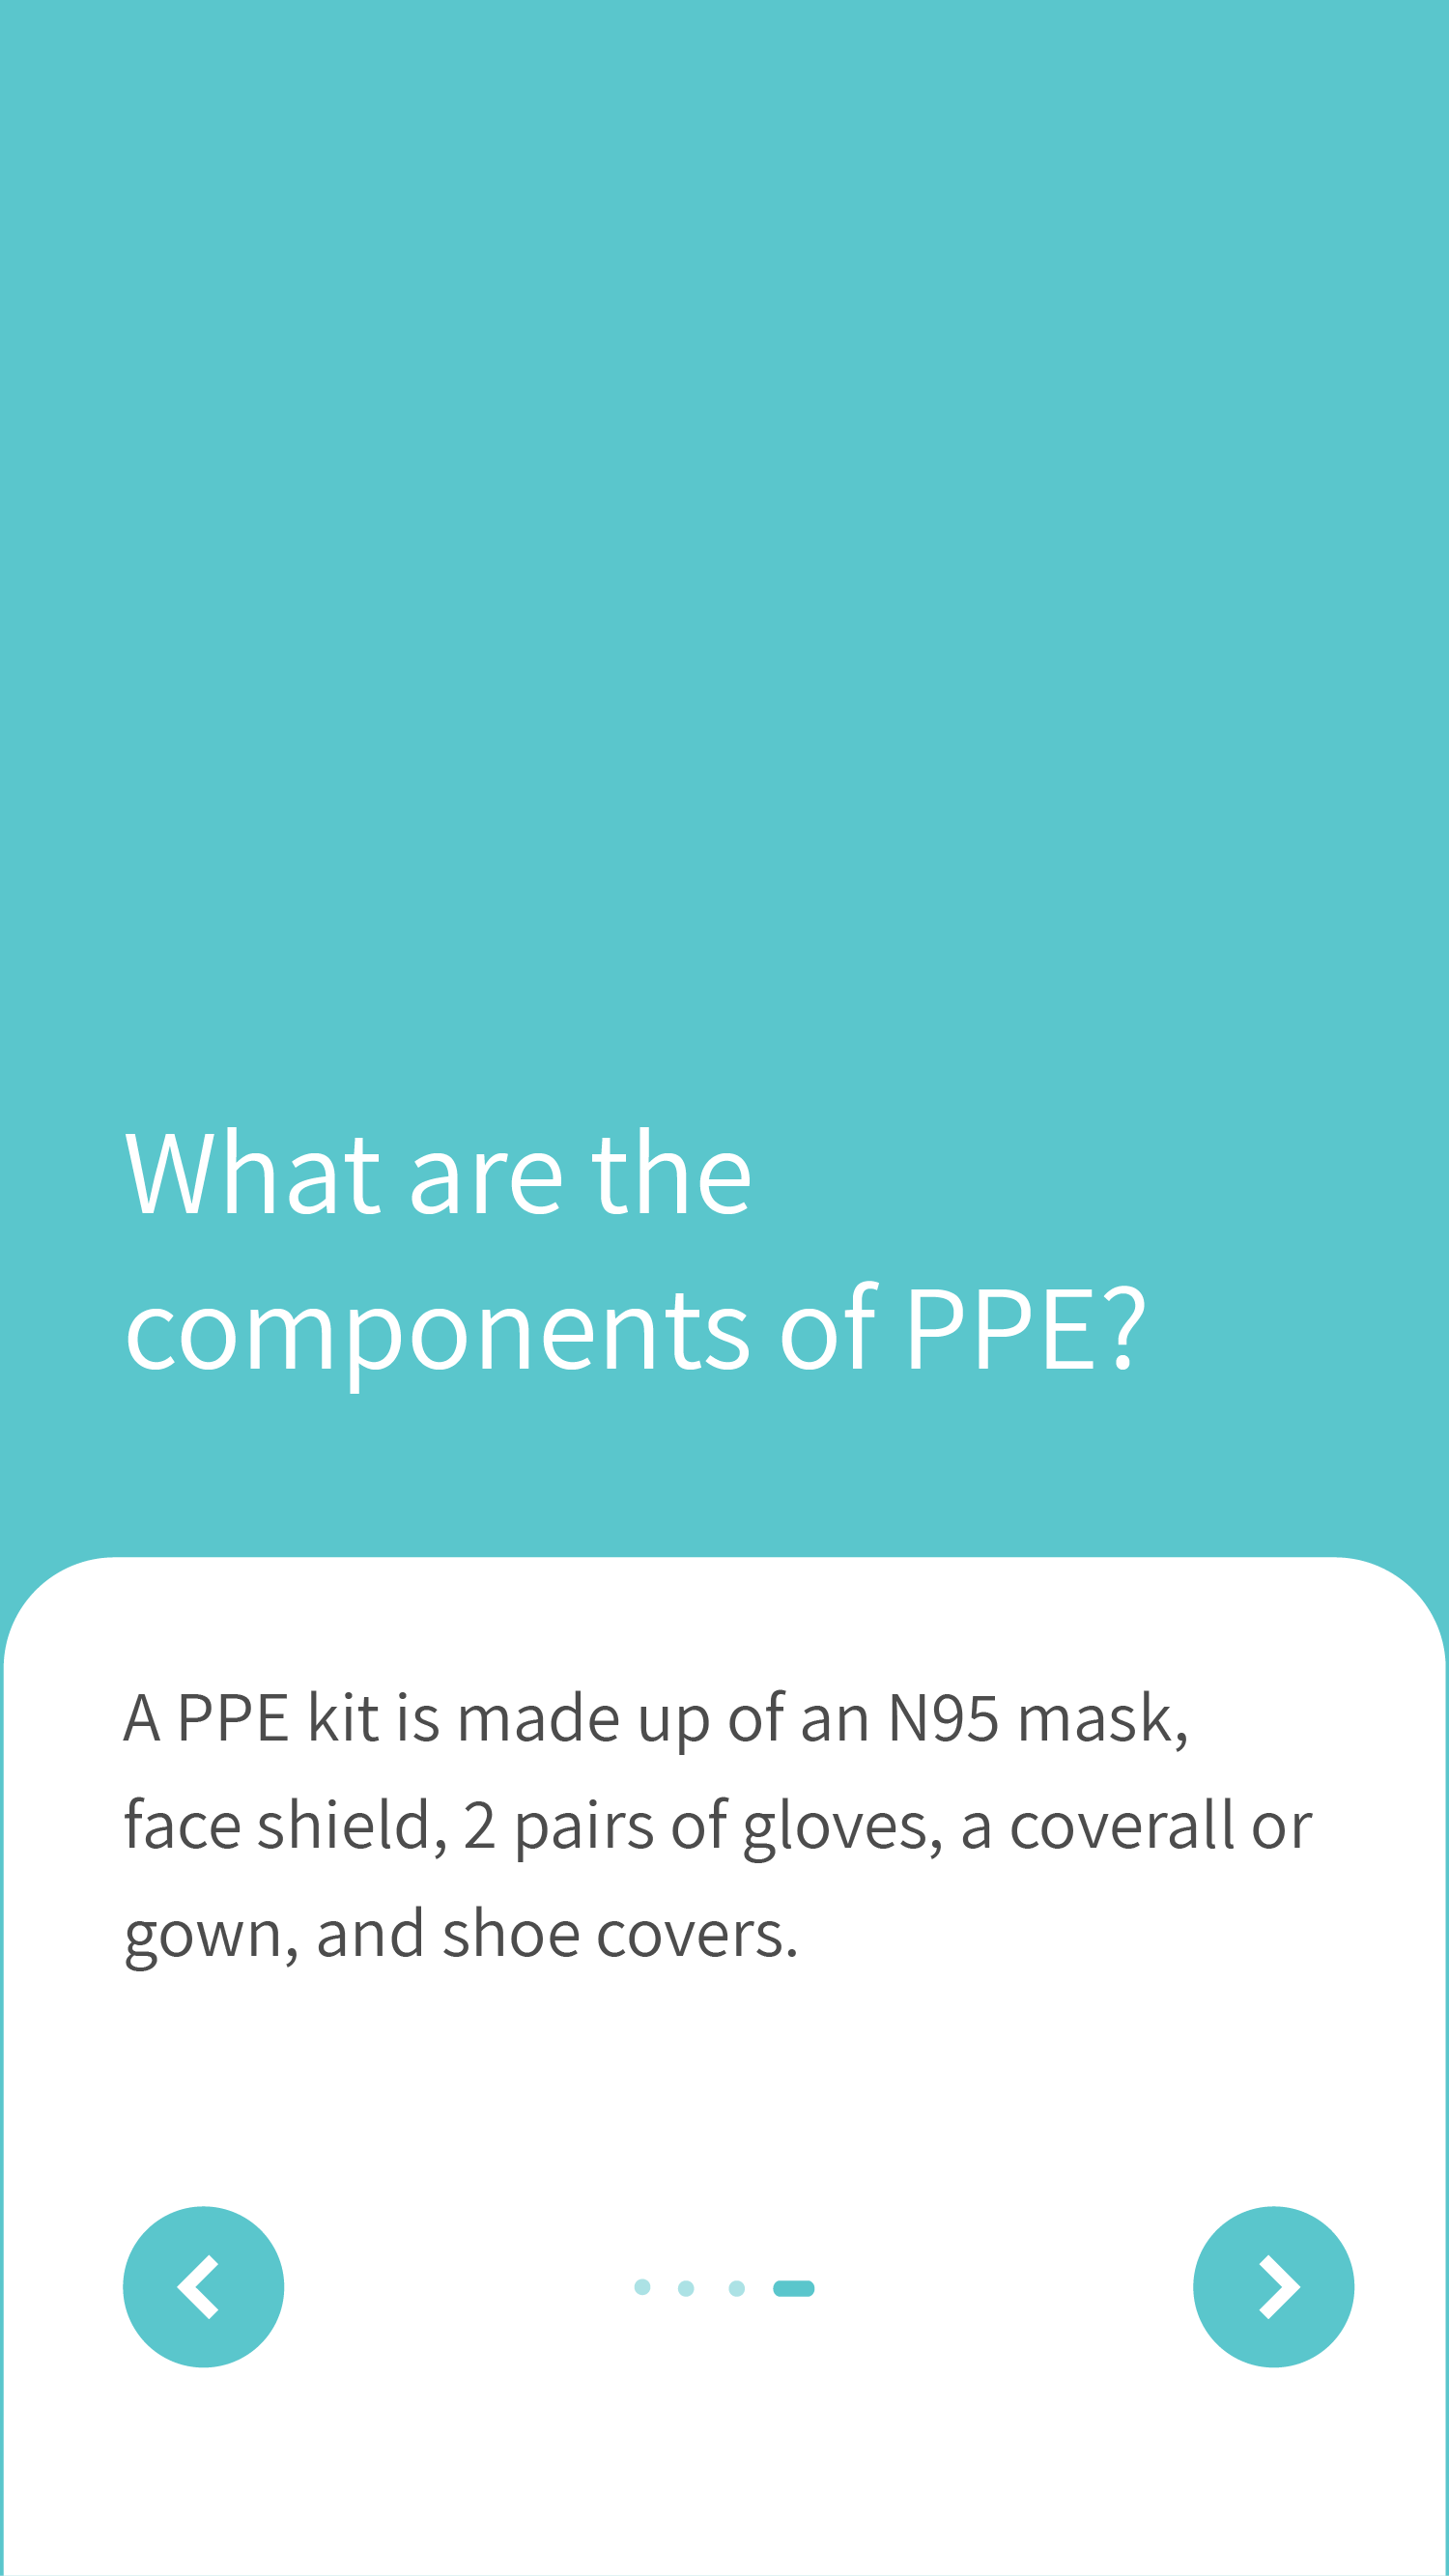 What are the
components of PPE?
A PPE kit is made up of an N95 mask,
face shield, 2 pairs of gloves, a coverall or
gown, and shoe covers.